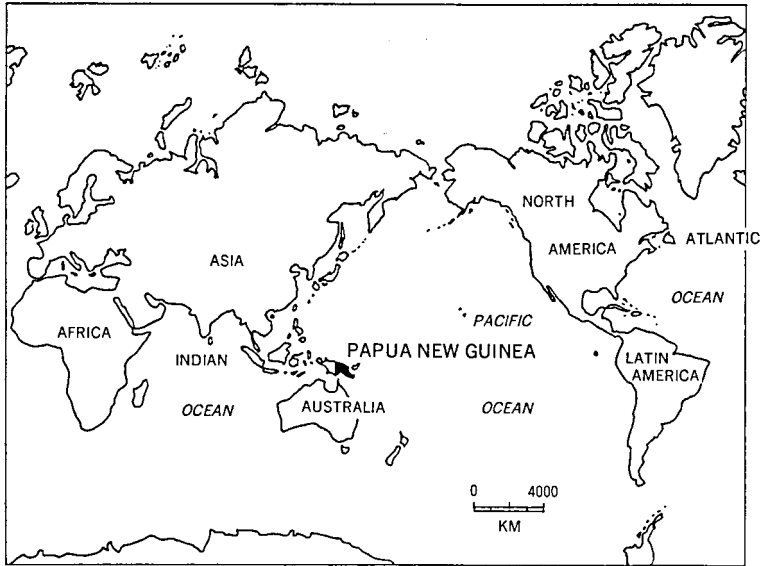 NORTH
AMERICA
ATLANTIC
ASIA
OCEAN
PACIFIC
AFRICA
INDIAN
PAPUA NEW GUINEA
LATIN
AMERICA
OCEAN
AUSTRALIA
OCEAN
0 4000
KM